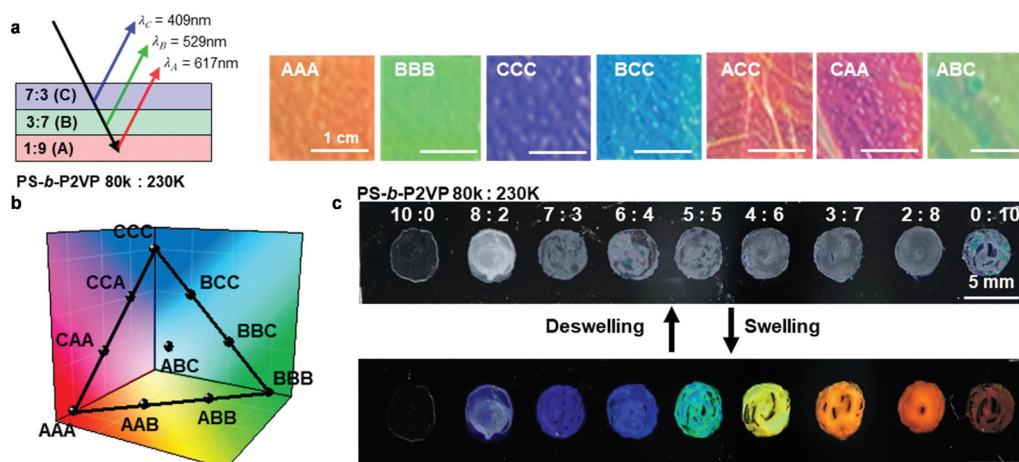 a
λC = 409nm
λB = 529nm
λA = 617nm
7:3 (C)
3:7 (B)
1:9 (A)
PS-b-P2VP 80k : 230K
AAA
BBB
CCC
BCC
ACC
CAA
ABC
1 cm
b
CCC
CCA
BCC
CAA
BBC
ABC
BBB
ABB
AAB
AAA
PS-b-P2VP 80k : 230K
c
10 :0 8 : 2 7 : 3 6 : 4 5 : 5 4 : 6 3 : 7 2 : 8 0 : 10
5 mm
Deswelling
Swelling